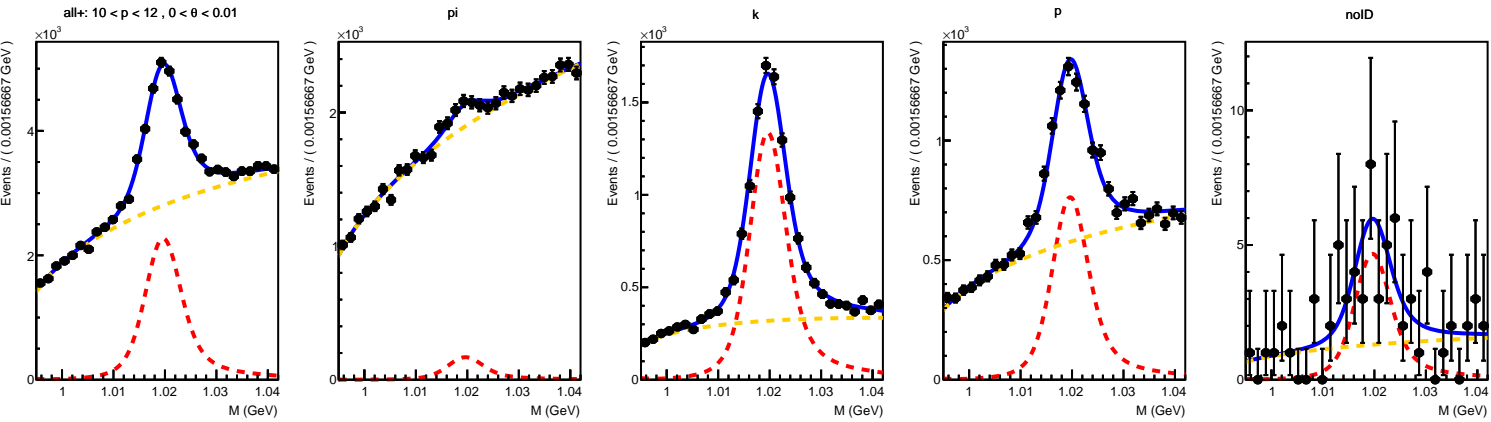 all+: 10 < p < 12 , 0 < θ < 0.01
×10³
Events / ( 0.00156667 GeV )
4
2
0
1 1.01 1.02 1.03 1.04
M (GeV)
pi
×10³
Events / ( 0.00156667 GeV )
2
1
0
1 1.01 1.02 1.03 1.04
M (GeV)
k
×10³
Events / ( 0.00156667 GeV )
1.5
1
0.5
0
1 1.01 1.02 1.03 1.04
M (GeV)
p
×10³
Events / ( 0.00156667 GeV )
1
0.5
0
1 1.01 1.02 1.03 1.04
M (GeV)
noID
Events / ( 0.00156667 GeV )
10
5
0
1 1.01 1.02 1.03 1.04
M (GeV)